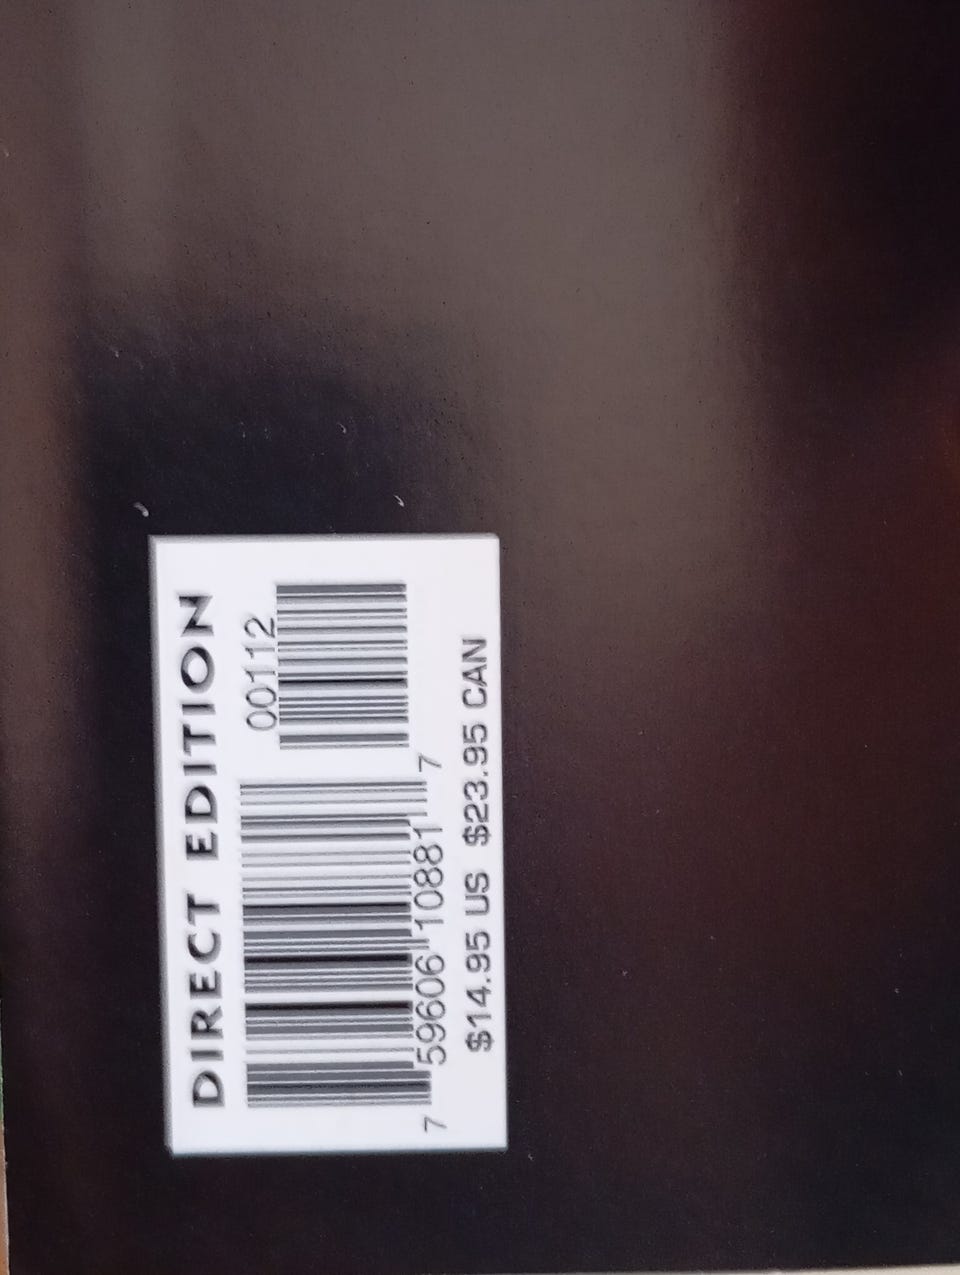 DIRECT EDITION
00112
7 59606 10881 7
$14.95 US $23.95 CAN